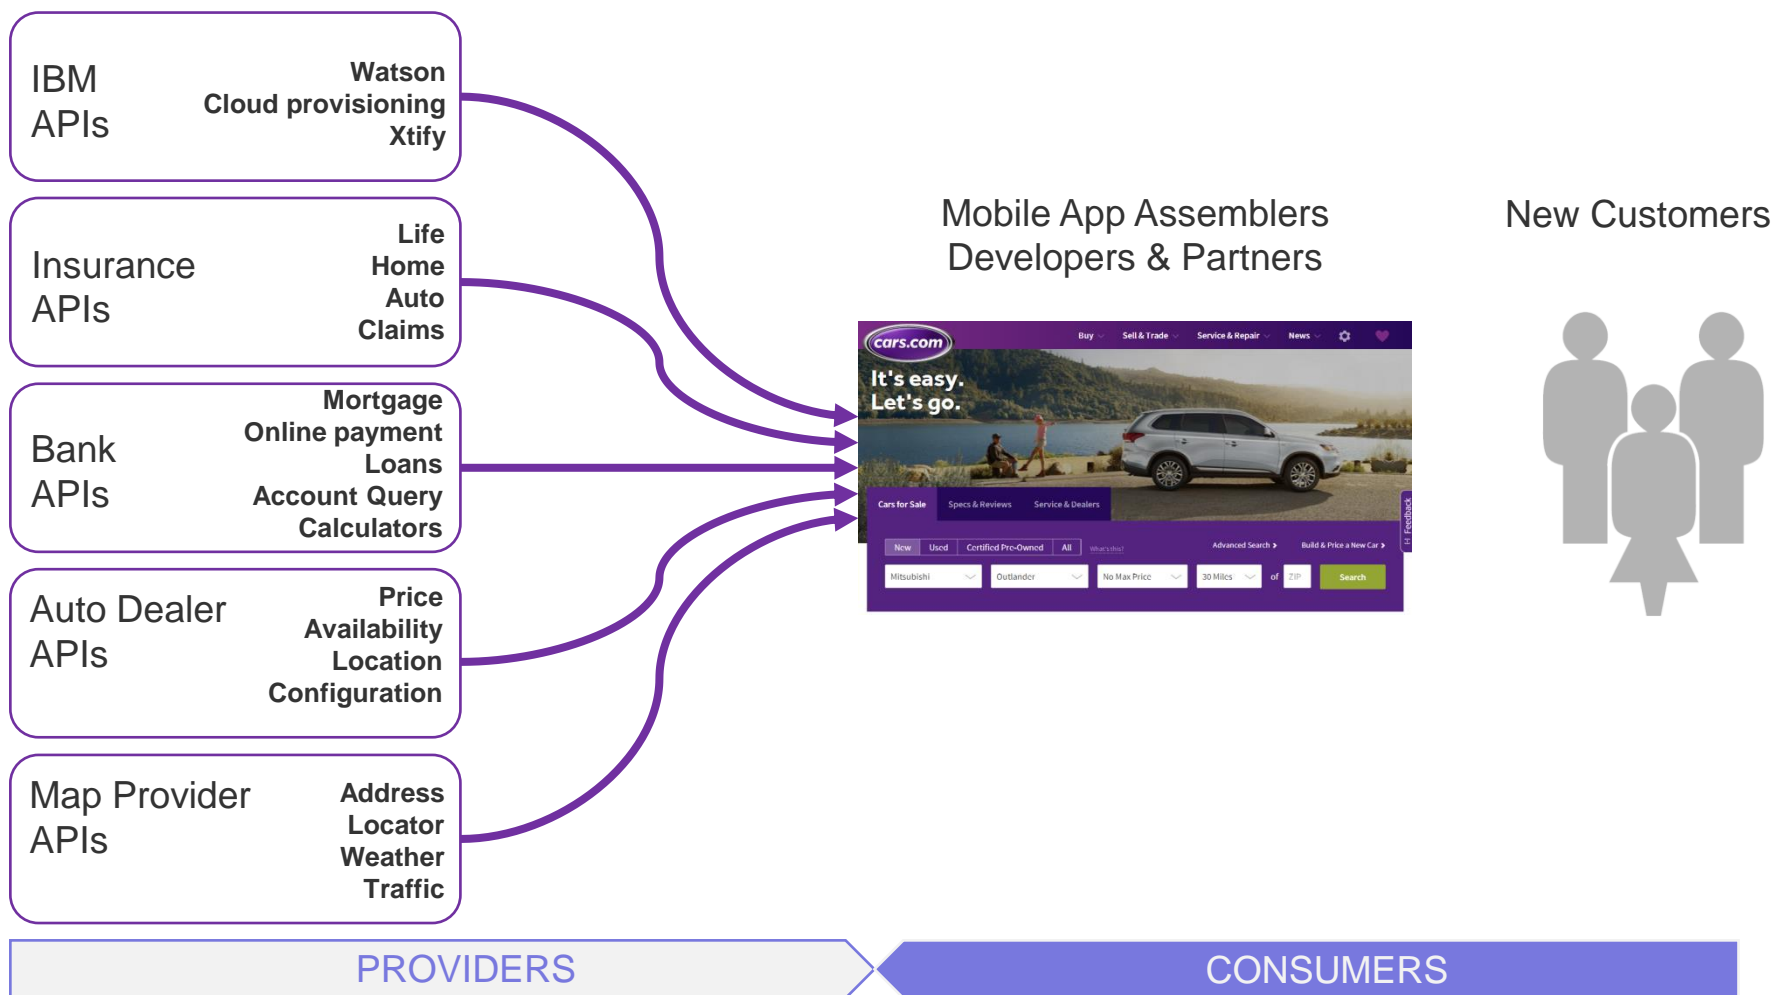 IBM
APIs
Watson
Cloud provisioning
Xtify
Insurance
APIs
Life
Home
Auto
Claims
Bank
APIs
Mortgage
Online payment
Loans
Account Query
Calculators
Auto Dealer
APIs
Price
Availability
Location
Configuration
Map Provider
APIs
Address
Locator
Weather
Traffic
Mobile App Assemblers
Developers & Partners
cars.com
Buy
Sell & Trade
Service & Repair
News
It's easy.
Let's go.
Cars for Sale
Specs & Reviews
Service & Dealers
Feedback
New
Used
Certified Pre-Owned
All
What's this?
Advanced Search >
Build & Price a New Car >
Mitsubishi
Outlander
No Max Price
30 Miles
of
ZIP
Search
New Customers
PROVIDERS
CONSUMERS